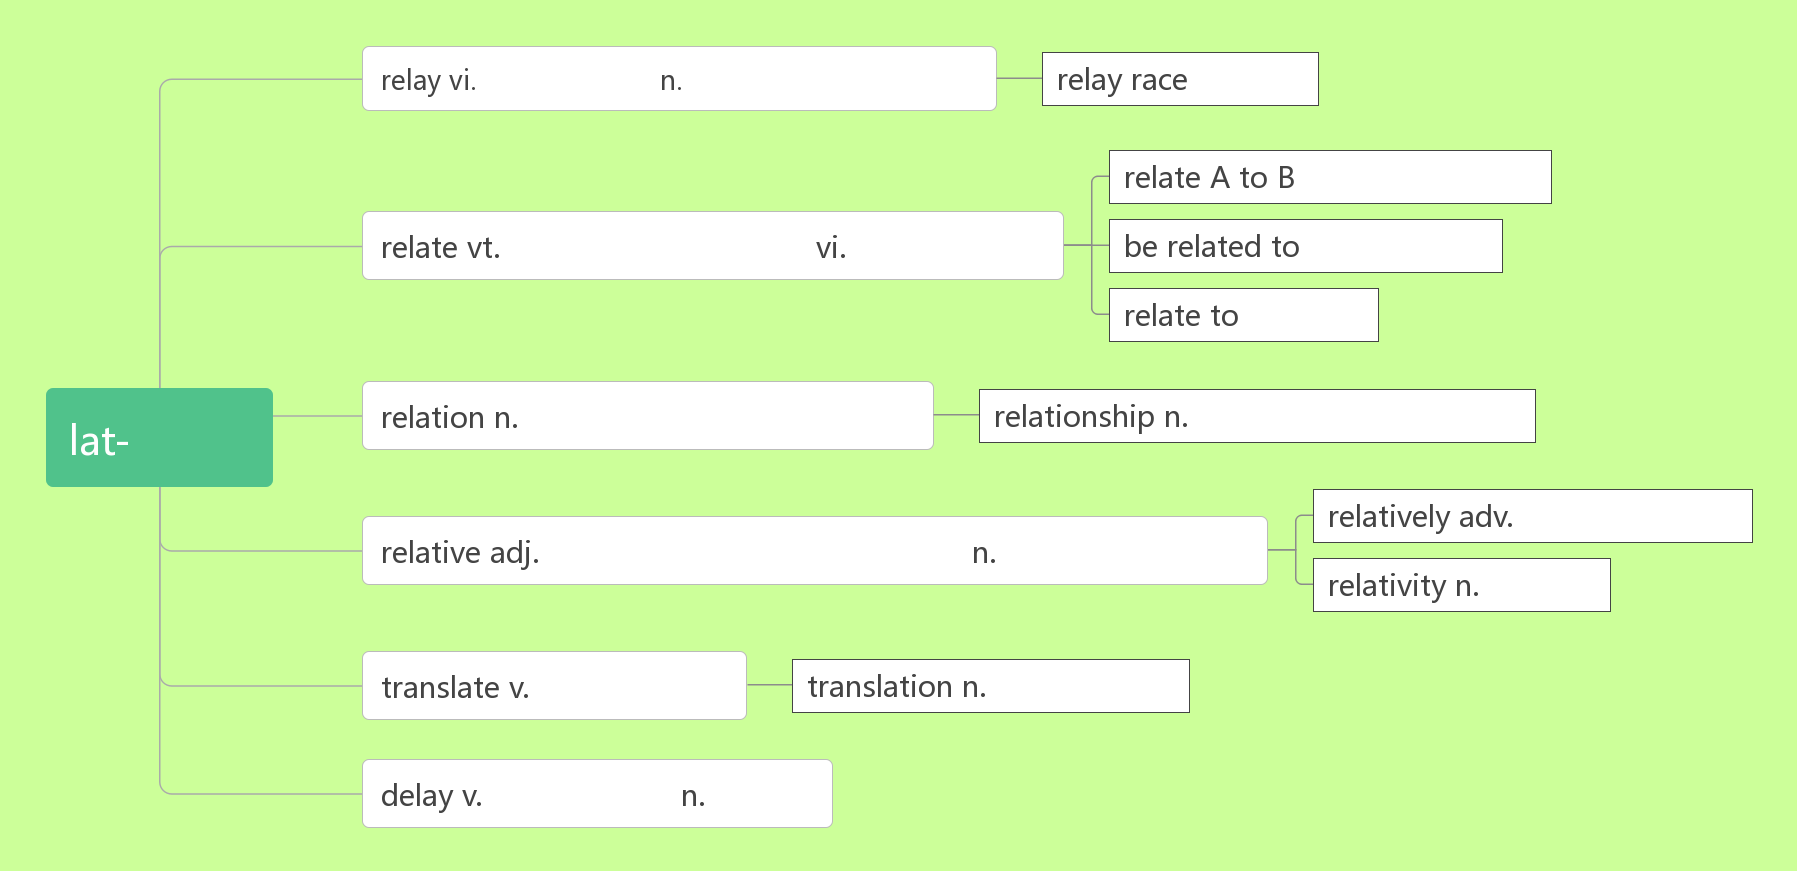 lat-
relay vi. n.
relay race
relate vt. vi.
relate A to B
be related to
relate to
relation n.
relationship n.
relative adj. n.
relatively adv.
relativity n.
translate v.
translation n.
delay v. n.